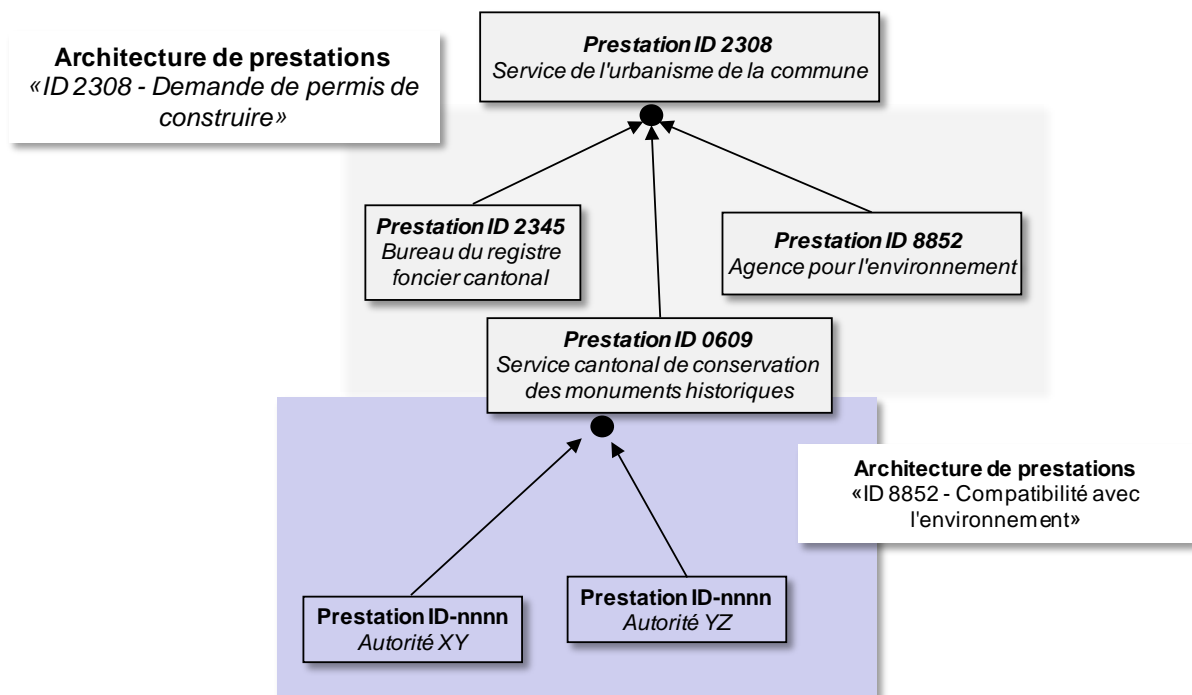 Architecture de prestations
«ID 2308 - Demande de permis de
construire»
Prestation ID 2308
Service de l'urbanisme de la commune
Prestation ID 2345
Bureau du registre
foncier cantonal
Prestation ID 8852
Agence pour l'environnement
Prestation ID 0609
Service cantonal de conservation
des monuments historiques
Architecture de prestations
«ID 8852 - Compatibilité avec
l'environnement»
Prestation ID-nnnn
Autorité XY
Prestation ID-nnnn
Autorité YZ